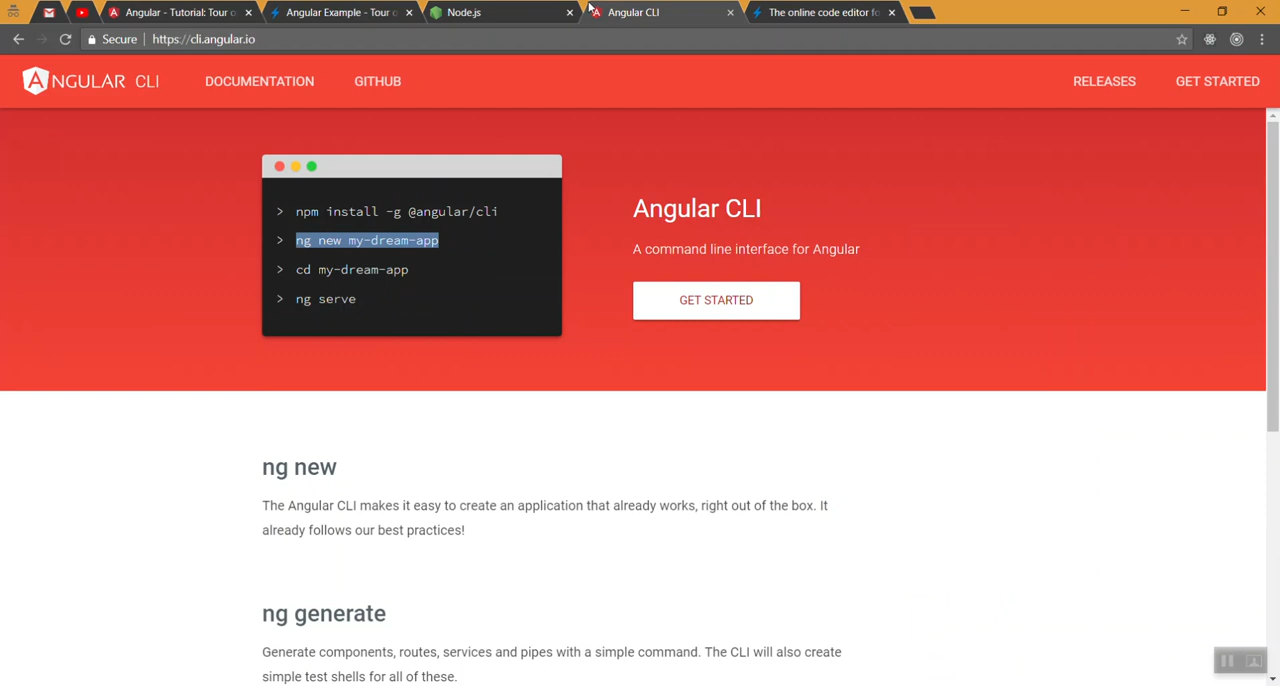 Angular - Tutorial: Tour o
Angular Example - Tour o
Node.js
Angular CLI
The online code editor fo
Secure
https://cli.angular.io
ANGULAR CLI
DOCUMENTATION
GITHUB
RELEASES
GET STARTED
> npm install -g @angular/cli
> ng new my-dream-app
> cd my-dream-app
> ng serve
Angular CLI
A command line interface for Angular
GET STARTED
ng new
The Angular CLI makes it easy to create an application that already works, right out of the box. It
already follows our best practices!
ng generate
Generate components, routes, services and pipes with a simple command. The CLI will also create
simple test shells for all of these.